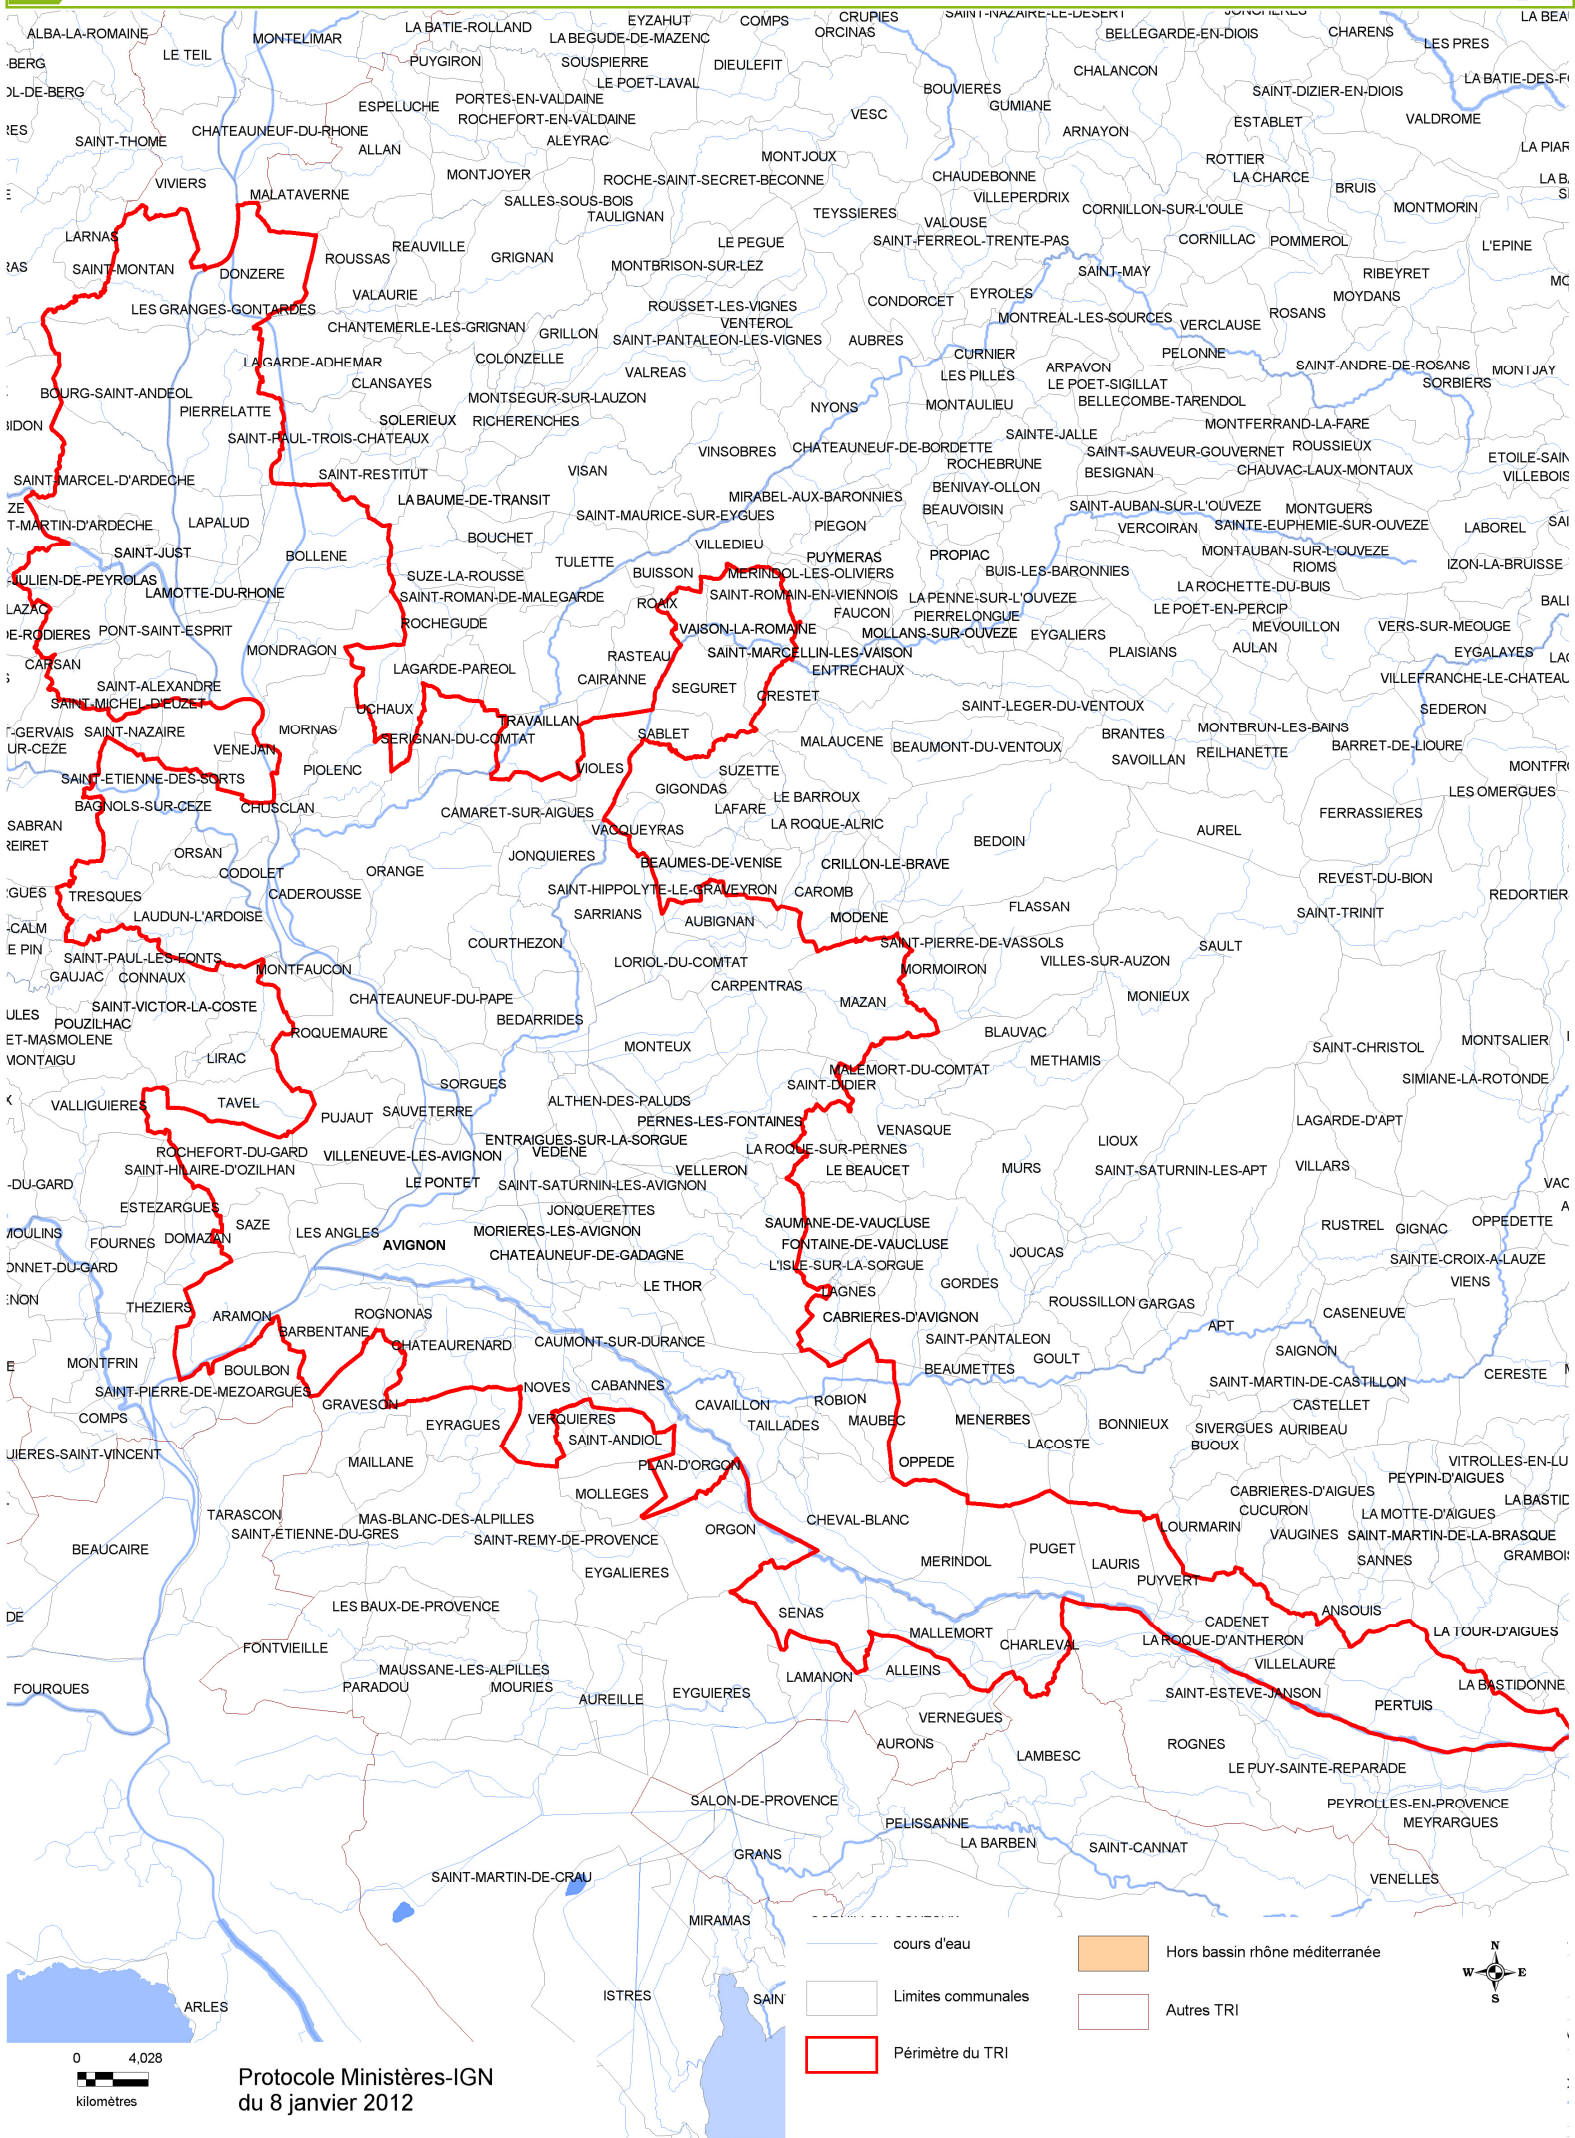 SAINT-NAZAIRE-LE-DESERT
CRUPIES
EYZAHUT
COMPS
LA BATIE-ROLLAND
ORCINAS
ALBA-LA-ROMAINE
MONTELIMAR
LA BEGUDE-DE-MAZENC
BELLEGARDE-EN-DIOIS
CHARENS
LES PRES
LE TEIL
PUYGIRON
SOUSPIERRE
DIEULEFIT
CHALANCON
LE POET-LAVAL
BOUVIERES
SAINT-DIZIER-EN-DIOIS
ESPELUCHE
PORTES-EN-VALDAINE
GUMIANE
VESC
ROCHEFORT-EN-VALDAINE
ESTABLET
VALDROME
CHATEAUNEUF-DU-RHONE
ARNAYON
SAINT-THOME
ALEYRAC
ALLAN
MONTJOUX
ROTTIER
MONTJOYER
ROCHE-SAINT-SECRET-BECONNE
CHAUDEBONNE
LA CHARCE
VIVIERS
BRUIS
MALATAVERNE
SALLES-SOUS-BOIS
VILLEPERDRIX
TAULIGNAN
TEYSSIERES
CORNILLON-SUR-L'OULE
MONTMORIN
VALOUSE
LARNAS
REAUVILLE
LE PEGUE
SAINT-FERREOL-TRENTE-PAS
CORNILLAC
POMMEROL
L'EPINE
ROUSSAS
GRIGNAN
SAINT-MONTAN
DONZERE
MONTBRISON-SUR-LEZ
SAINT-MAY
RIBEYRET
VALAURIE
EYROLES
MOYDANS
LES GRANGES-GONTARDES
ROUSSET-LES-VIGNES
CONDORCET
MONTREAL-LES-SOURCES
ROSANS
CHANTEMERLE-LES-GRIGNAN
GRILLON
VENTEROL
VERCLAUSE
SAINT-PANTALEON-LES-VIGNES
AUBRES
LA GARDE-ADHEMAR
COLONZELLE
CURNIER
PELONNE
ARPAVON
SAINT-ANDRE-DE-ROSANS
MONTJAY
VALREAS
LES PILLES
CLANSAYES
LE POET-SIGILLAT
SORBIERS
BOURG-SAINT-ANDEOL
MONTSEGUR-SUR-LAUZON
BELLECOMBE-TARENDOL
PIERRELATTE
NYONS
MONTAULIEU
SOLERIEUX
RICHERENCHES
MONTFERRAND-LA-FARE
SAINT-PAUL-TROIS-CHATEAUX
SAINTE-JALLE
VINSOBRES
CHATEAUNEUF-DE-BORDETTE
SAINT-SAUVEUR-GOUVERNET
ROUSSIEUX
ROCHEBRUNE
SAINT-MARCEL-D'ARDECHE
SAINT-RESTITUT
VISAN
BESIGNAN
CHAUVAC-LAUX-MONTAUX
BENIVAY-OLLON
LA BAUME-DE-TRANSIT
MIRABEL-AUX-BARONNIES
BEAUVOISIN
SAINT-AUBAN-SUR-L'OUVEZE
MONTGUERS
SAINT-MAURICE-SUR-EYGUES
PIEGON
LAPALUD
VERCOIRAN
SAINTE-EUPHEMIE-SUR-OUVEZE
LABOREL
BOUCHET
VILLEDIEU
SAINT-JUST
BOLLENE
PUYMERAS
PROPIAC
MONTAUBAN-SUR-L'OUVEZE
TULETTE
BUISSON
MERINDOL-LES-OLIVIERS
BUIS-LES-BARONNIES
RIOMS
IZON-LA-BRUISSE
SUZE-LA-ROUSSE
LAMOTTE-DU-RHONE
SAINT-ROMAN-DE-MALEGARDE
SAINT-ROMAIN-EN-VIENNOIS
LA PENNE-SUR-L'OUVEZE
LA ROCHETTE-DU-BUIS
ROAIX
FAUCON
PIERRELONGUE
LE POET-EN-PERCIP
ROCHEGUDE
PONT-SAINT-ESPRIT
VAISON-LA-ROMAINE
MOLLANS-SUR-OUVEZE
EYGALIERS
MEVOUILLON
VERS-SUR-MEOUGE
MONDRAGON
RASTEAU
SAINT-MARCELLIN-LES-VAISON
PLAISIANS
AULAN
EYGALAYES
CARSAN
LAGARDE-PAREOL
CAIRANNE
ENTRECHAUX
SAINT-ALEXANDRE
SEGURET
CRESTET
VILLEFRANCHE-LE-CHATEAU
SAINT-MICHEL-D'EUZET
UCHAUX
SAINT-LEGER-DU-VENTOUX
SEDERON
SAINT-NAZAIRE
MORNAS
TRAVAILLAN
SABLET
BRANTES
MONTBRUN-LES-BAINS
VENEJAN
SERIGNAN-DU-COMTAT
MALAUCENE
BEAUMONT-DU-VENTOUX
SAVOILLAN
REILHANETTE
BARRET-DE-LIOURE
PIOLENC
VIOLES
SUZETTE
SAINT-ETIENNE-DES-SORTS
GIGONDAS
LE BARROUX
LES OMERGUES
BAGNOLS-SUR-CEZE
CHUSCLAN
CAMARET-SUR-AIGUES
LAFARE
FERRASSIERES
SABRAN
VACQUEYRAS
LA ROQUE-ALRIC
AUREL
BEDOIN
ORSAN
JONQUIERES
BEAUMES-DE-VENISE
CRILLON-LE-BRAVE
CODOLET
ORANGE
REVEST-DU-BION
TRESQUES
CADEROUSSE
SAINT-HIPPOLYTE-LE-GRAVEYRON
CAROMB
REDORTIER
LAUDUN-L'ARDOISE
SARRIANS
AUBIGNAN
MODENE
FLASSAN
SAINT-TRINIT
COURTHEZON
SAINT-PIERRE-DE-VASSOLS
SAULT
SAINT-PAUL-LES-FONTS
LORIOL-DU-COMTAT
VILLES-SUR-AUZON
GAUJAC
CONNAUX
MONTFAUCON
MORMOIRON
CARPENTRAS
SAINT-VICTOR-LA-COSTE
CHATEAUNEUF-DU-PAPE
MAZAN
MONIEUX
POUZILHAC
BEDARRIDES
ROQUEMAURE
BLAUVAC
MONTEUX
LIRAC
METHAMIS
SAINT-CHRISTOL
MONTSALIER
MALEMORT-DU-COMTAT
SORGUES
SAINT-DIDIER
SIMIANE-LA-ROTONDE
VALLIGUIERES
TAVEL
PUJAUT
SAUVETERRE
ALTHEN-DES-PALUDS
PERNES-LES-FONTAINES
LAGARDE-D'APT
VENASQUE
ENTRAIGUES-SUR-LA-SORGUE
LIOUX
ROCHEFORT-DU-GARD
VILLENEUVE-LES-AVIGNON
VEDENE
LA ROQUE-SUR-PERNES
SAINT-HILAIRE-D'OZILHAN
VELLERON
LE BEAUCET
MURS
SAINT-SATURNIN-LES-APT
VILLARS
LE PONTET
SAINT-SATURNIN-LES-AVIGNON
ESTEZARGUES
JONQUERETTES
SAZE
LES ANGLES
MORIERES-LES-AVIGNON
SAUMANE-DE-VAUCLUSE
RUSTREL
GIGNAC
OPPEDETTE
FOURNES
DOMAZAN
AVIGNON
CHATEAUNEUF-DE-GADAGNE
FONTAINE-DE-VAUCLUSE
JOUCAS
SAINTE-CROIX-A-LAUZE
L'ISLE-SUR-LA-SORGUE
LE THOR
GORDES
VIENS
LAGNES
THEZIERS
ARAMON
ROGNONAS
CABRIERES-D'AVIGNON
ROUSSILLON
GARGAS
CASENEUVE
BARBENTANE
APT
CHATEAURENARD
CAUMONT-SUR-DURANCE
SAINT-PANTALEON
SAIGNON
MONTFRIN
BOULBON
GOULT
BEAUMETTES
CERESTE
SAINT-PIERRE-DE-MEZOARGUES
NOVES
CABANNES
SAINT-MARTIN-DE-CASTILLON
GRAVESON
CAVAILLON
ROBION
CASTELLET
COMPS
EYRAGUES
VERQUIERES
TAILLADES
MAUBEC
MENERBES
BONNIEUX
SIVERGUES
AURIBEAU
SAINT-ANDIOL
LACOSTE
BUOUX
MAILLANE
PLAN-D'ORGON
OPPEDE
PEYPIN-D'AIGUES
MOLLEGES
CABRIERES-D'AIGUES
CUCURON
LA MOTTE-D'AIGUES
TARASCON
MAS-BLANC-DES-ALPILLES
ORGON
CHEVAL-BLANC
LOURMARIN
SAINT-ETIENNE-DU-GRES
SAINT-REMY-DE-PROVENCE
VAUGINES
SAINT-MARTIN-DE-LA-BRASQUE
BEAUCAIRE
PUGET
MERINDOL
LAURIS
SANNES
EYGALIERES
PUYVERT
LES BAUX-DE-PROVENCE
SENAS
ANSOUIS
CADENET
MALLEMORT
LA TOUR-D'AIGUES
FONTVIEILLE
CHARLEVAL
LA ROQUE-D'ANTHERON
MAUSSANE-LES-ALPILLES
LAMANON
ALLEINS
VILLELAURE
FOURQUES
PARADOU
MOURIES
AUREILLE
EYGUIERES
SAINT-ESTEVE-JANSON
LA BASTIDONNE
PERTUIS
VERNEGUES
AURONS
LAMBESC
ROGNES
LE PUY-SAINTE-REPARADE
SALON-DE-PROVENCE
PEYROLLES-EN-PROVENCE
PELISSANNE
MEYRARGUES
LA BARBEN
SAINT-CANNAT
GRANS
SAINT-MARTIN-DE-CRAU
VENELLES
MIRAMAS
ISTRES
ARLES
cours d'eau
Limites communales
Périmètre du TRI
Hors bassin rhône méditerranée
Autres TRI
N
W E
S
0 4,028
kilomètres
Protocole Ministères-IGN
du 8 janvier 2012